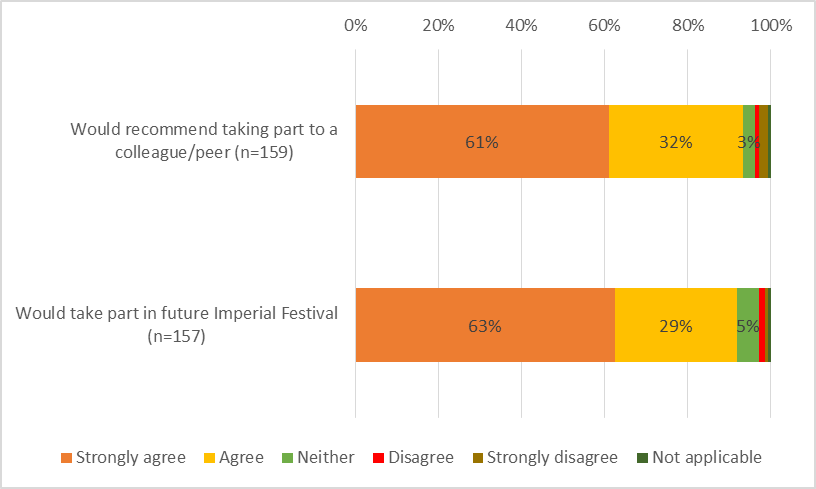 0% 20% 40% 60% 80% 100%
Would recommend taking part to a
colleague/peer (n=159)
61% 32% 3%
Would take part in future Imperial Festival
(n=157)
63% 29% 5%
Strongly agree Agree Neither Disagree Strongly disagree Not applicable